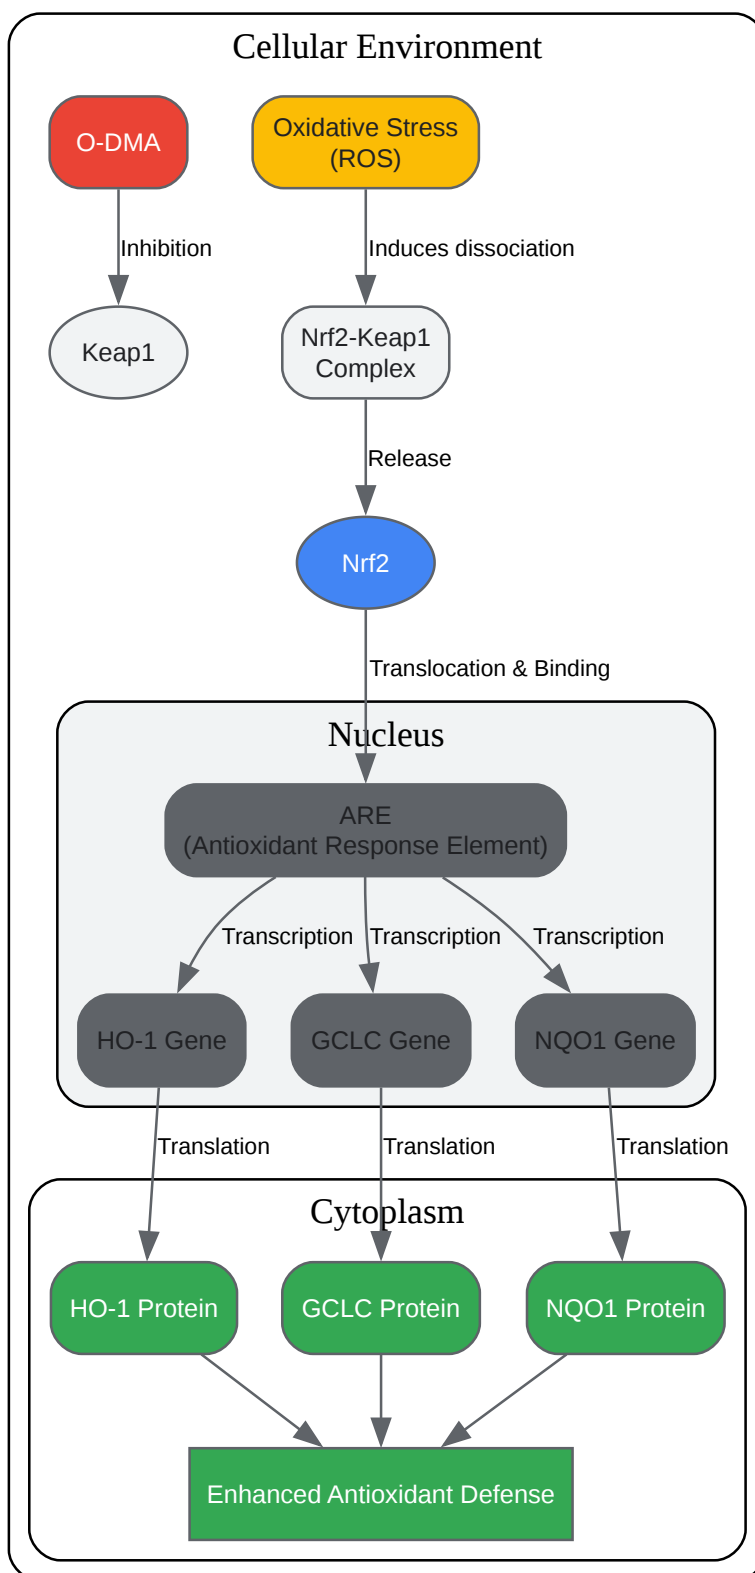 Cellular Environment
O-DMA
Oxidative Stress
(ROS)
Inhibition
Induces dissociation
Keap1
Nrf2-Keap1
Complex
Release
Nrf2
Translocation & Binding
Nucleus
ARE
(Antioxidant Response Element)
Transcription
Transcription
Transcription
HO-1 Gene
GCLC Gene
NQO1 Gene
Translation
Translation
Translation
Cytoplasm
HO-1 Protein
GCLC Protein
NQO1 Protein
Enhanced Antioxidant Defense